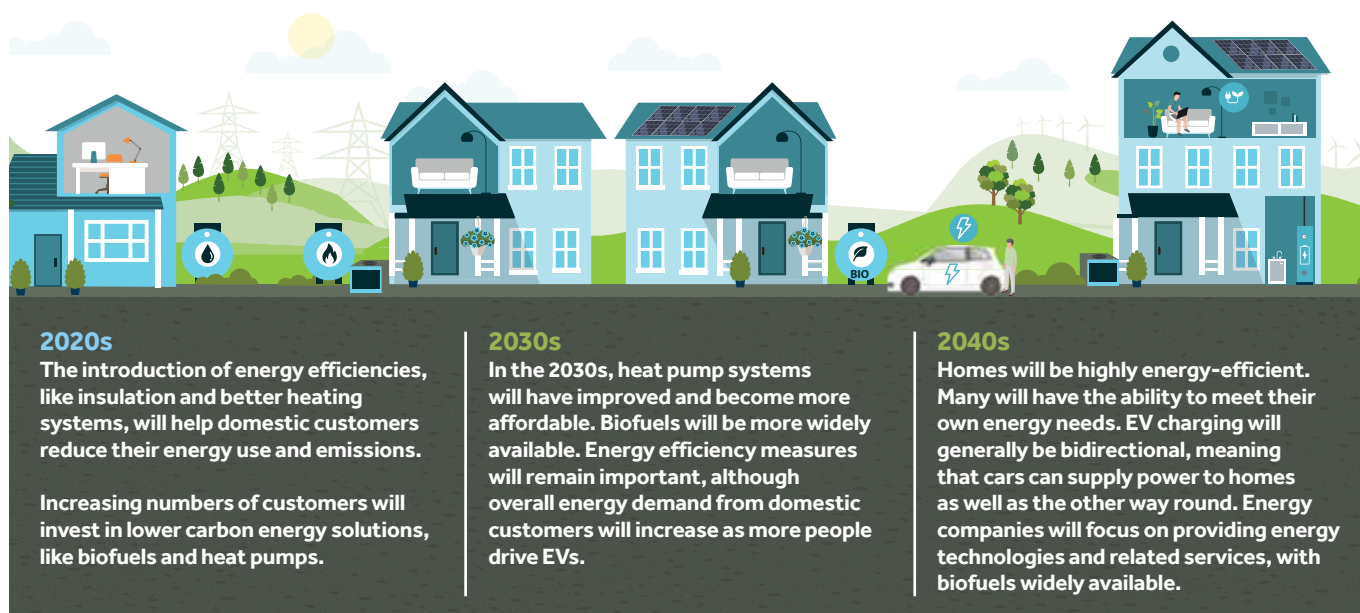 BIO
2020s
The introduction of energy efficiencies,
like insulation and better heating
systems, will help domestic customers
reduce their energy use and emissions.
Increasing numbers of customers will
invest in lower carbon energy solutions,
like biofuels and heat pumps.
2030s
In the 2030s, heat pump systems
will have improved and become more
affordable. Biofuels will be more widely
available. Energy efficiency measures
will remain important, although
overall energy demand from domestic
customers will increase as more people
drive EVs.
2040s
Homes will be highly energy-efficient.
Many will have the ability to meet their
own energy needs. EV charging will
generally be bidirectional, meaning
that cars can supply power to homes
as well as the other way round. Energy
companies will focus on providing energy
technologies and related services, with
biofuels widely available.